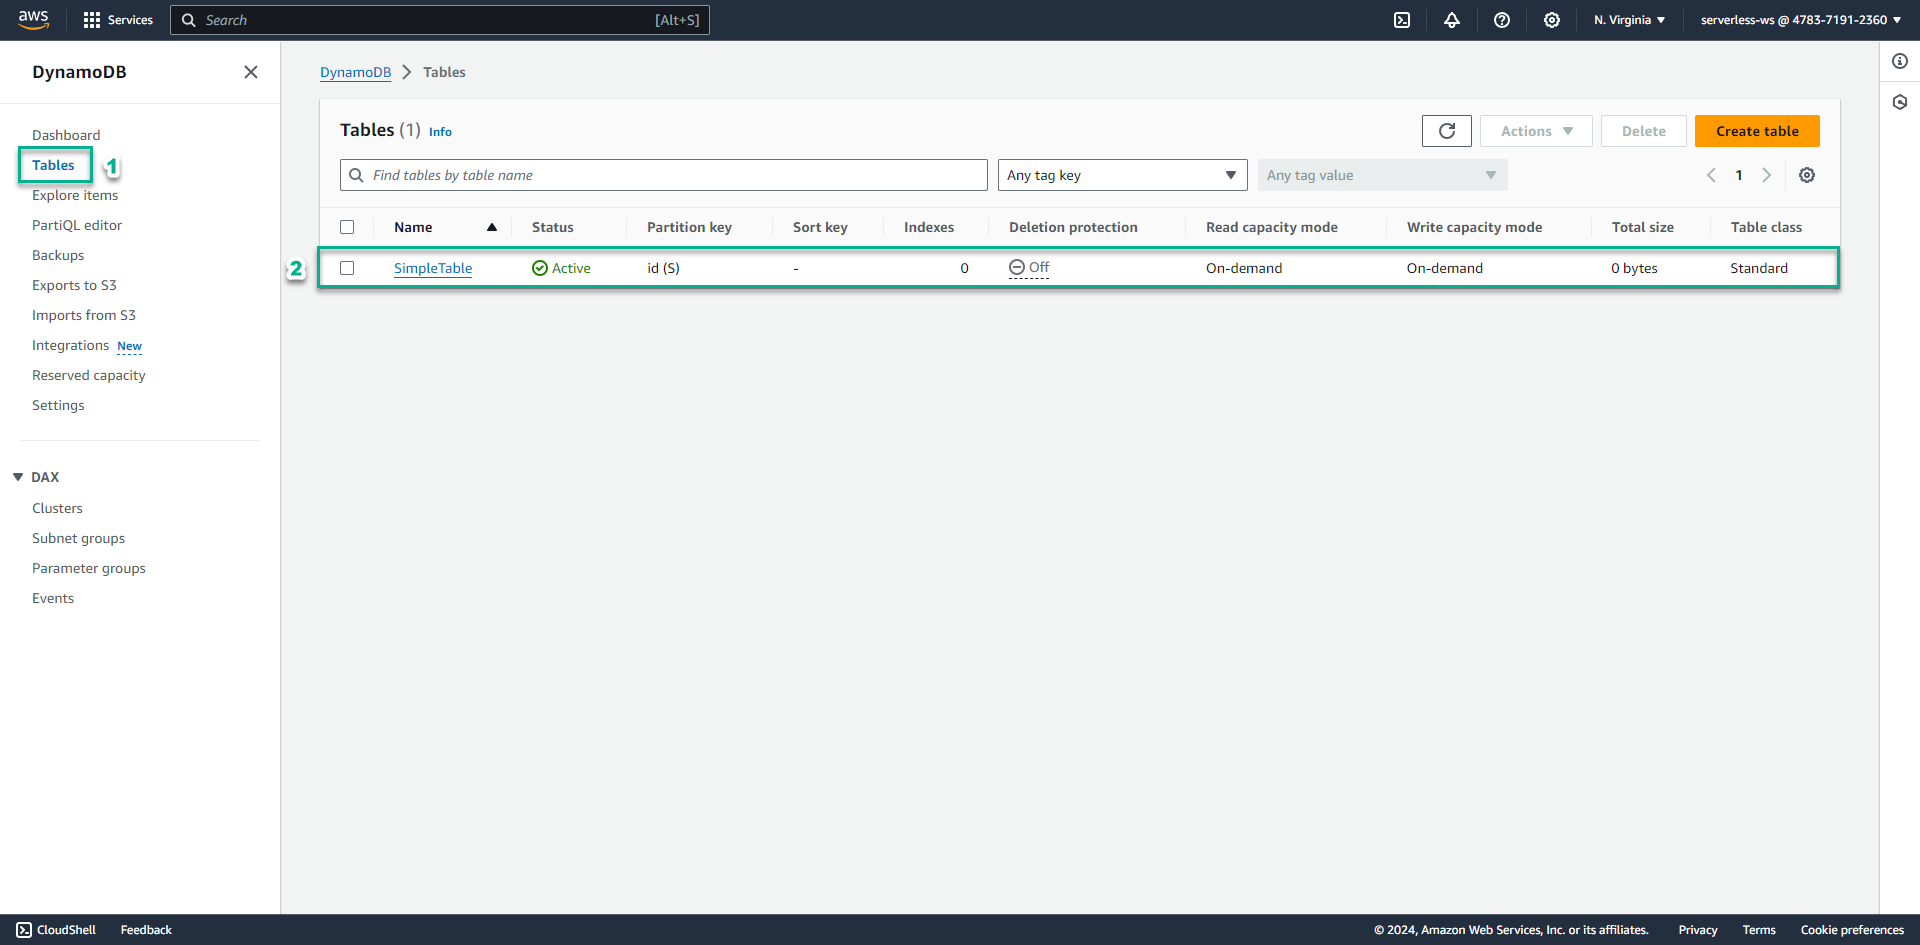 aws Services Search [Alt+S] N. Virginia serverless-ws @ 4783-7191-2360
DynamoDB
Dashboard
Tables 1
Explore items
PartiQL editor
Backups
Exports to S3
Imports from S3
Integrations New
Reserved capacity
Settings
DAX
Clusters
Subnet groups
Parameter groups
Events
DynamoDB Tables
Tables (1) Info Actions Delete Create table
Find tables by table name Any tag key Any tag value 1
Name Status Partition key Sort key Indexes Deletion protection Read capacity mode Write capacity mode Total size Table class
2 SimpleTable Active id (S) - 0 Off On-demand On-demand 0 bytes Standard
CloudShell Feedback © 2024, Amazon Web Services, Inc. or its affiliates. Privacy Terms Cookie preferences